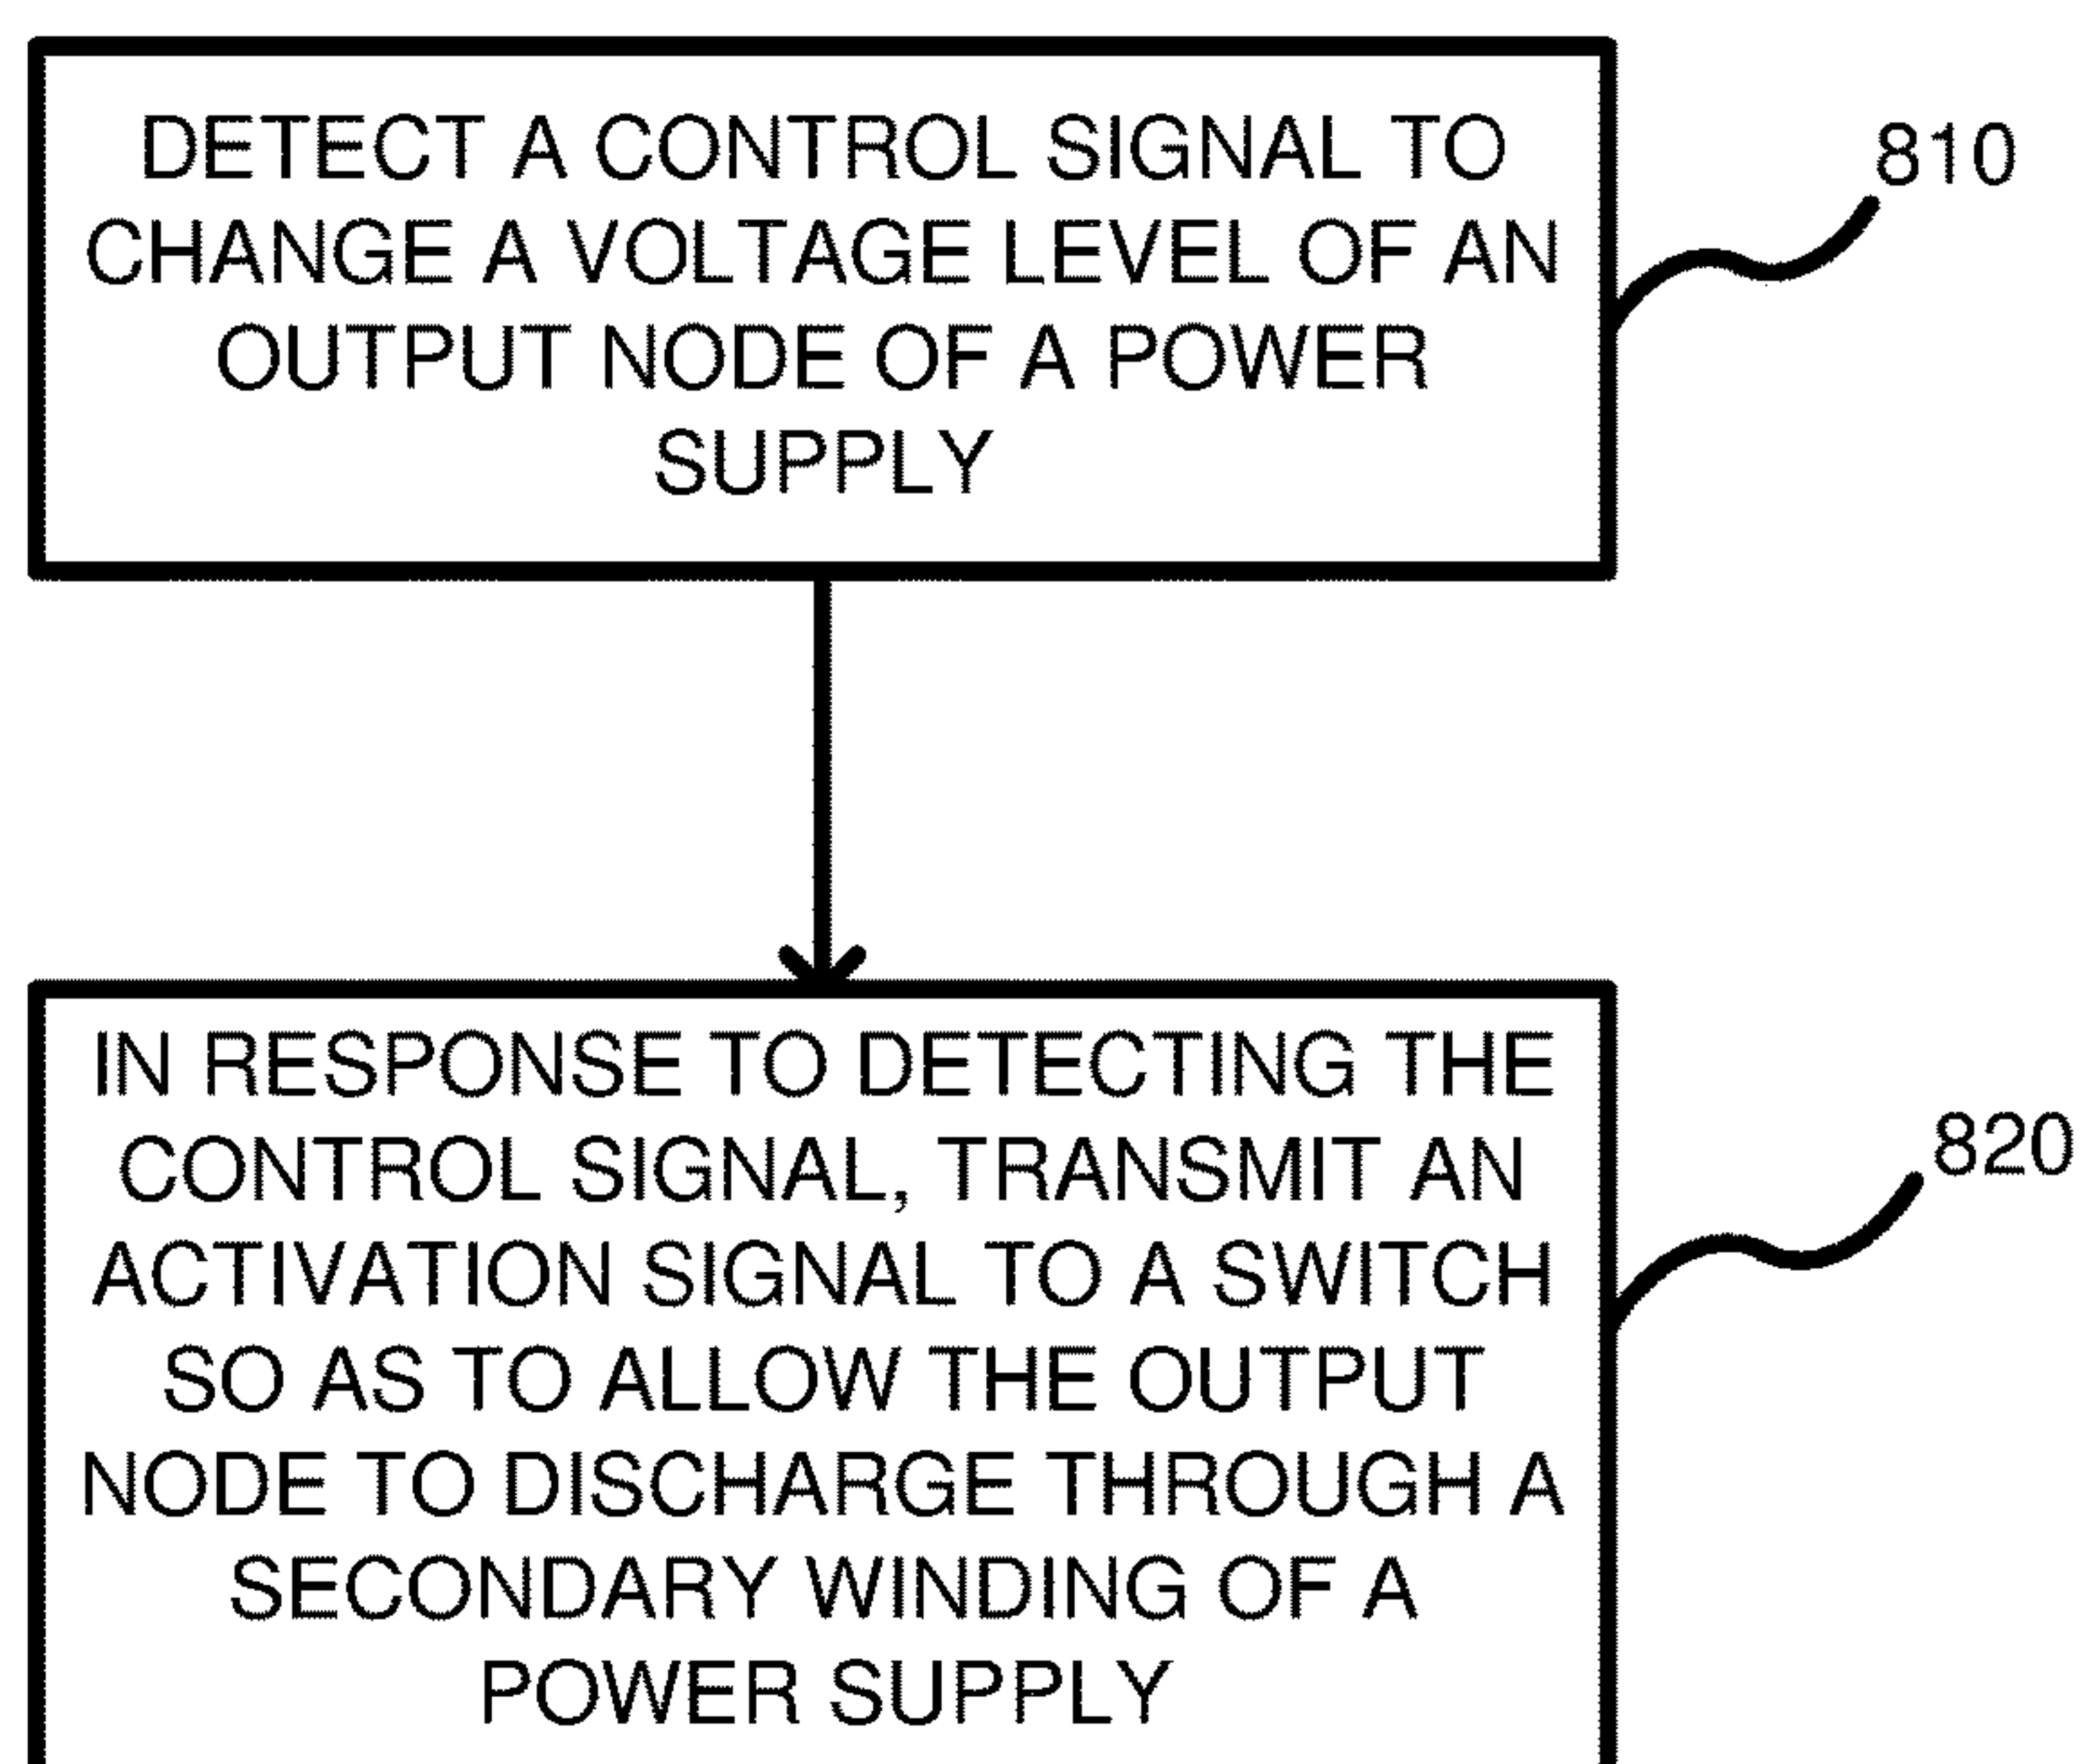 DETECT A CONTROL SIGNAL TO
CHANGE A VOLTAGE LEVEL OF AN
OUTPUT NODE OF A POWER
SUPPLY
810
IN RESPONSE TO DETECTING THE
CONTROL SIGNAL, TRANSMIT AN
ACTIVATION SIGNAL TO A SWITCH
SO AS TO ALLOW THE OUTPUT
NODE TO DISCHARGE THROUGH A
SECONDARY WINDING OF A
POWER SUPPLY
820